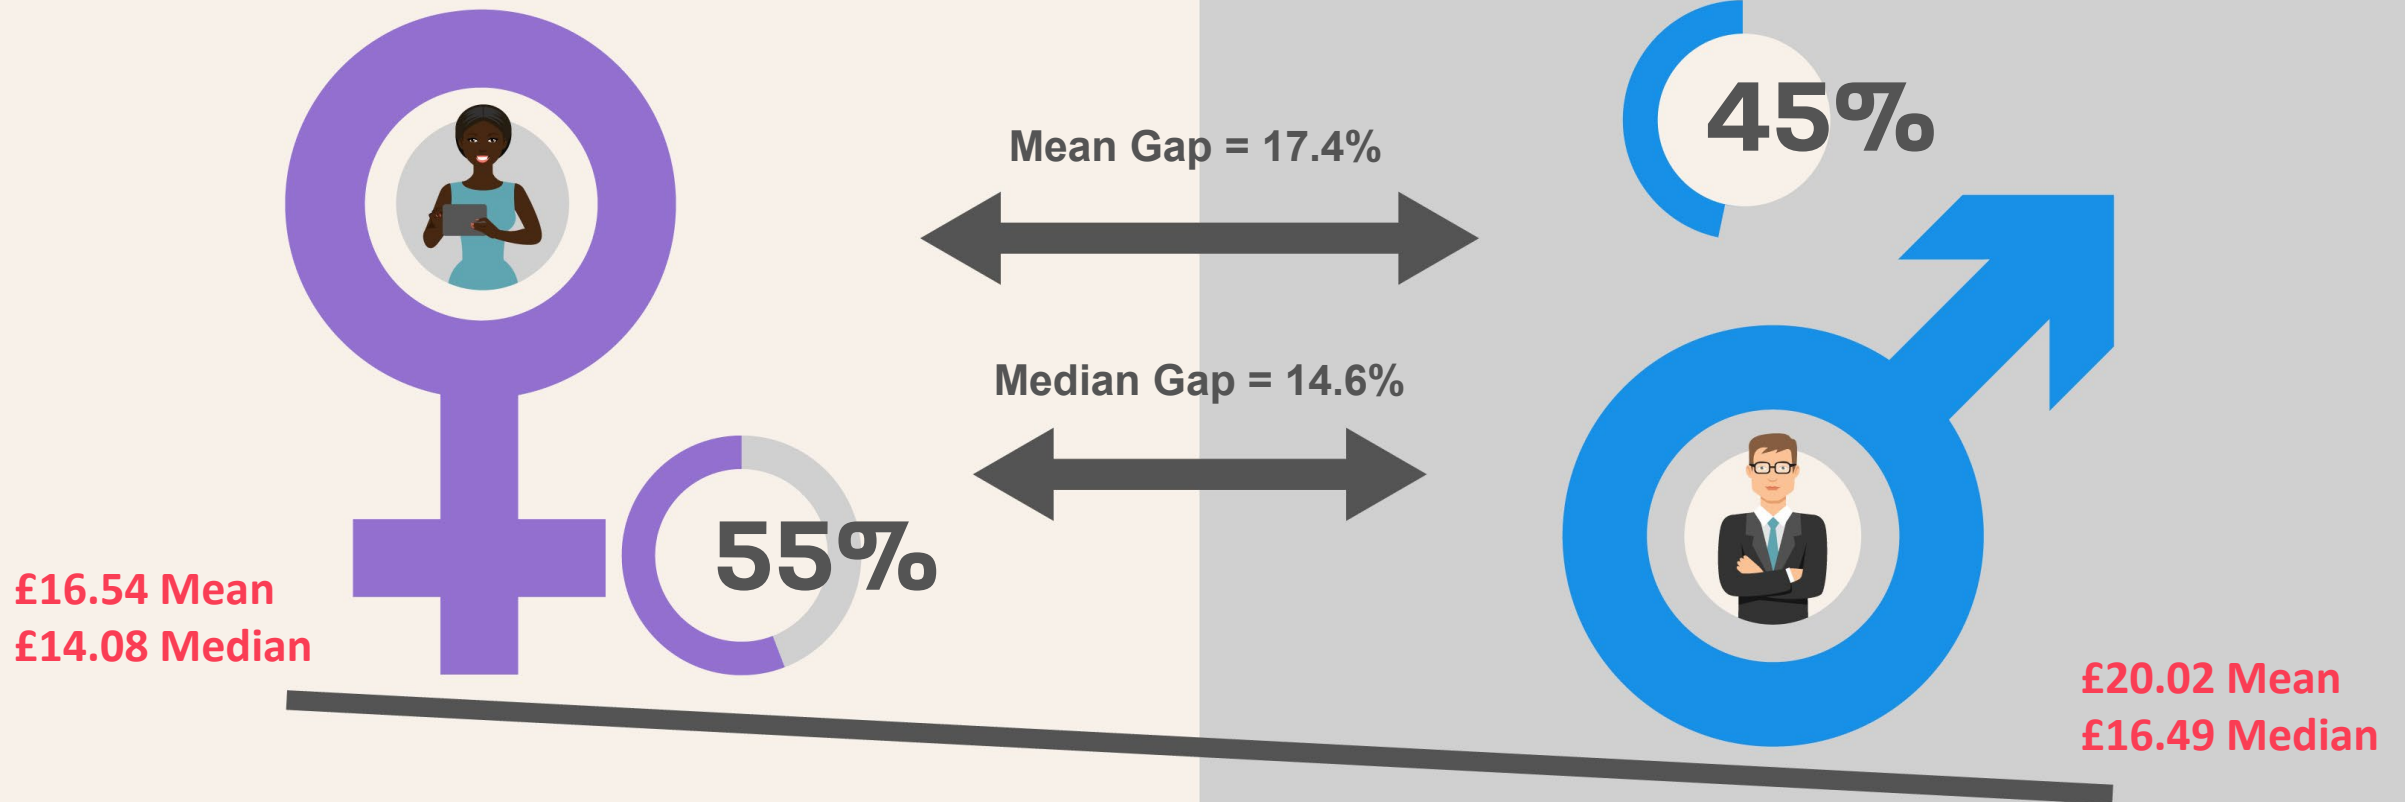 45%
Mean Gap = 17.4%
Median Gap = 14.6%
55%
£16.54 Mean
£14.08 Median
£20.02 Mean
£16.49 Median